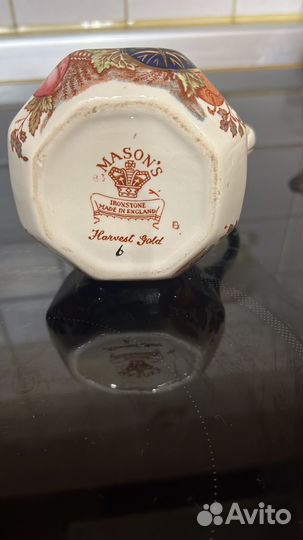 MASON'S
IRONSTONE
MADE IN ENGLAND
Harvest Gold
6
B
Avito